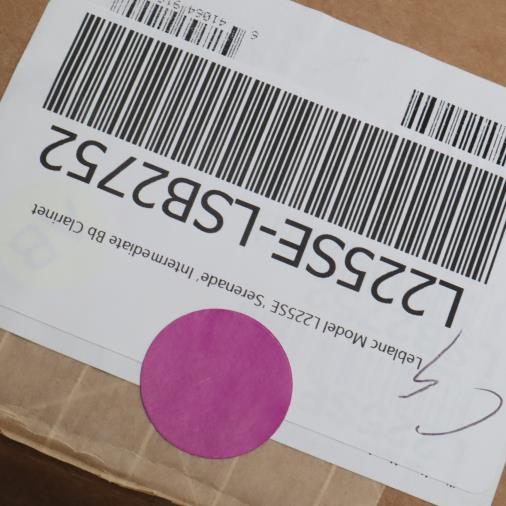 L225SE-LSB2752
Leblanc Model L225SE 'Serenade' Intermediate Bb Clarinet